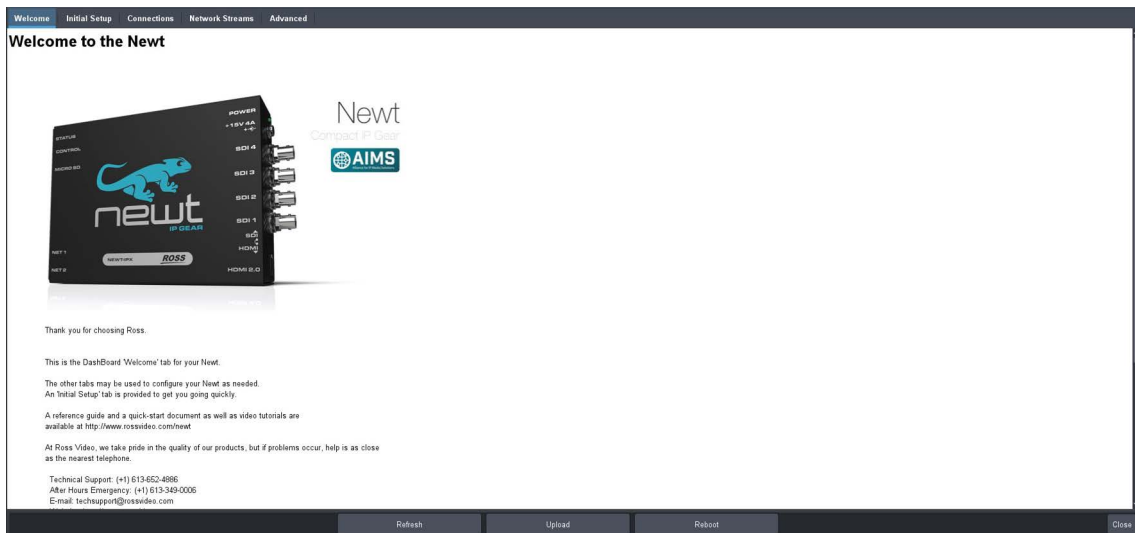 Welcome Initial Setup Connections Network Streams Advanced
Welcome to the Newt
POWER
+15V 4A
STATUS
CONTROL
MICRO SD
SDI 4
SDI 3
SDI 2
SDI 1
SDI
HDMI
newt
IP GEAR
NET 1
NET 2
NEWT-IPX ROSS
HDMI 2.0
Newt
Compact IP Gear
AIMS
Thank you for choosing Ross.
This is the DashBoard 'Welcome' tab for your Newt.
The other tabs may be used to configure your Newt as needed.
An 'Initial Setup' tab is provided to get you going quickly.
A reference guide and a quick-start document as well as video tutorials are
available at http://www.rossvideo.com/newt
At Ross Video, we take pride in the quality of our products, but if problems occur, help is as close
as the nearest telephone.
Technical Support: (+1) 613-652-4886
After Hours Emergency: (+1) 613-349-0006
E-mail: techsupport@rossvideo.com
Refresh Upload Reboot Close